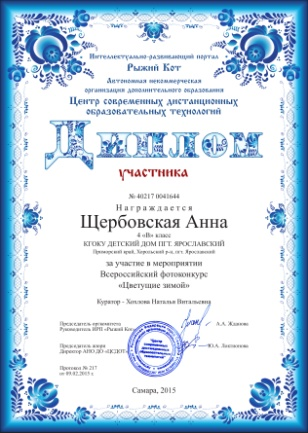 Интеллектуально-развивающий портал
Рыжий Кот
Автономная некоммерческая
организация дополнительного образования
Центр современных дистанционных
образовательных технологий
Диплом
участника
№ 40217 0041644
Награждается
Щербовская Анна
4 «В» класс
КГОКУ ДЕТСКИЙ ДОМ ПГТ. ЯРОСЛАВСКИЙ
Приморский край, Хорольский р-н, пгт. Ярославский
за участие в мероприятии
Всероссийский фотоконкурс
«Цветущие зимой»
Куратор - Хохлова Наталья Витальевна
Председатель оргкомитета
Руководитель ИРП «Рыжий Кот»
А.А. Жданова
Председатель жюри
Директор АНО ДО «ЦСДОТ»
Ю.А.
Протокол № 217
от 09.02.2015 г.
Самара, 2015